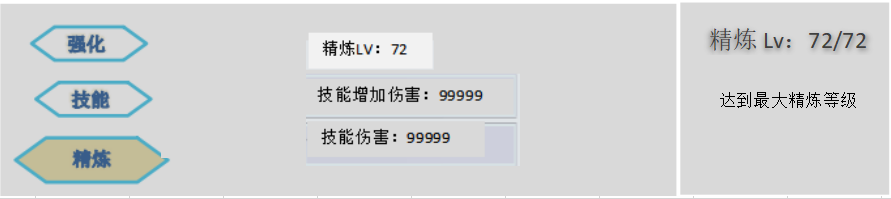 强化
技能
精炼
精炼LV：72
技能增加伤害：99999
技能伤害：99999
精炼 Lv：72/72
达到最大精炼等级